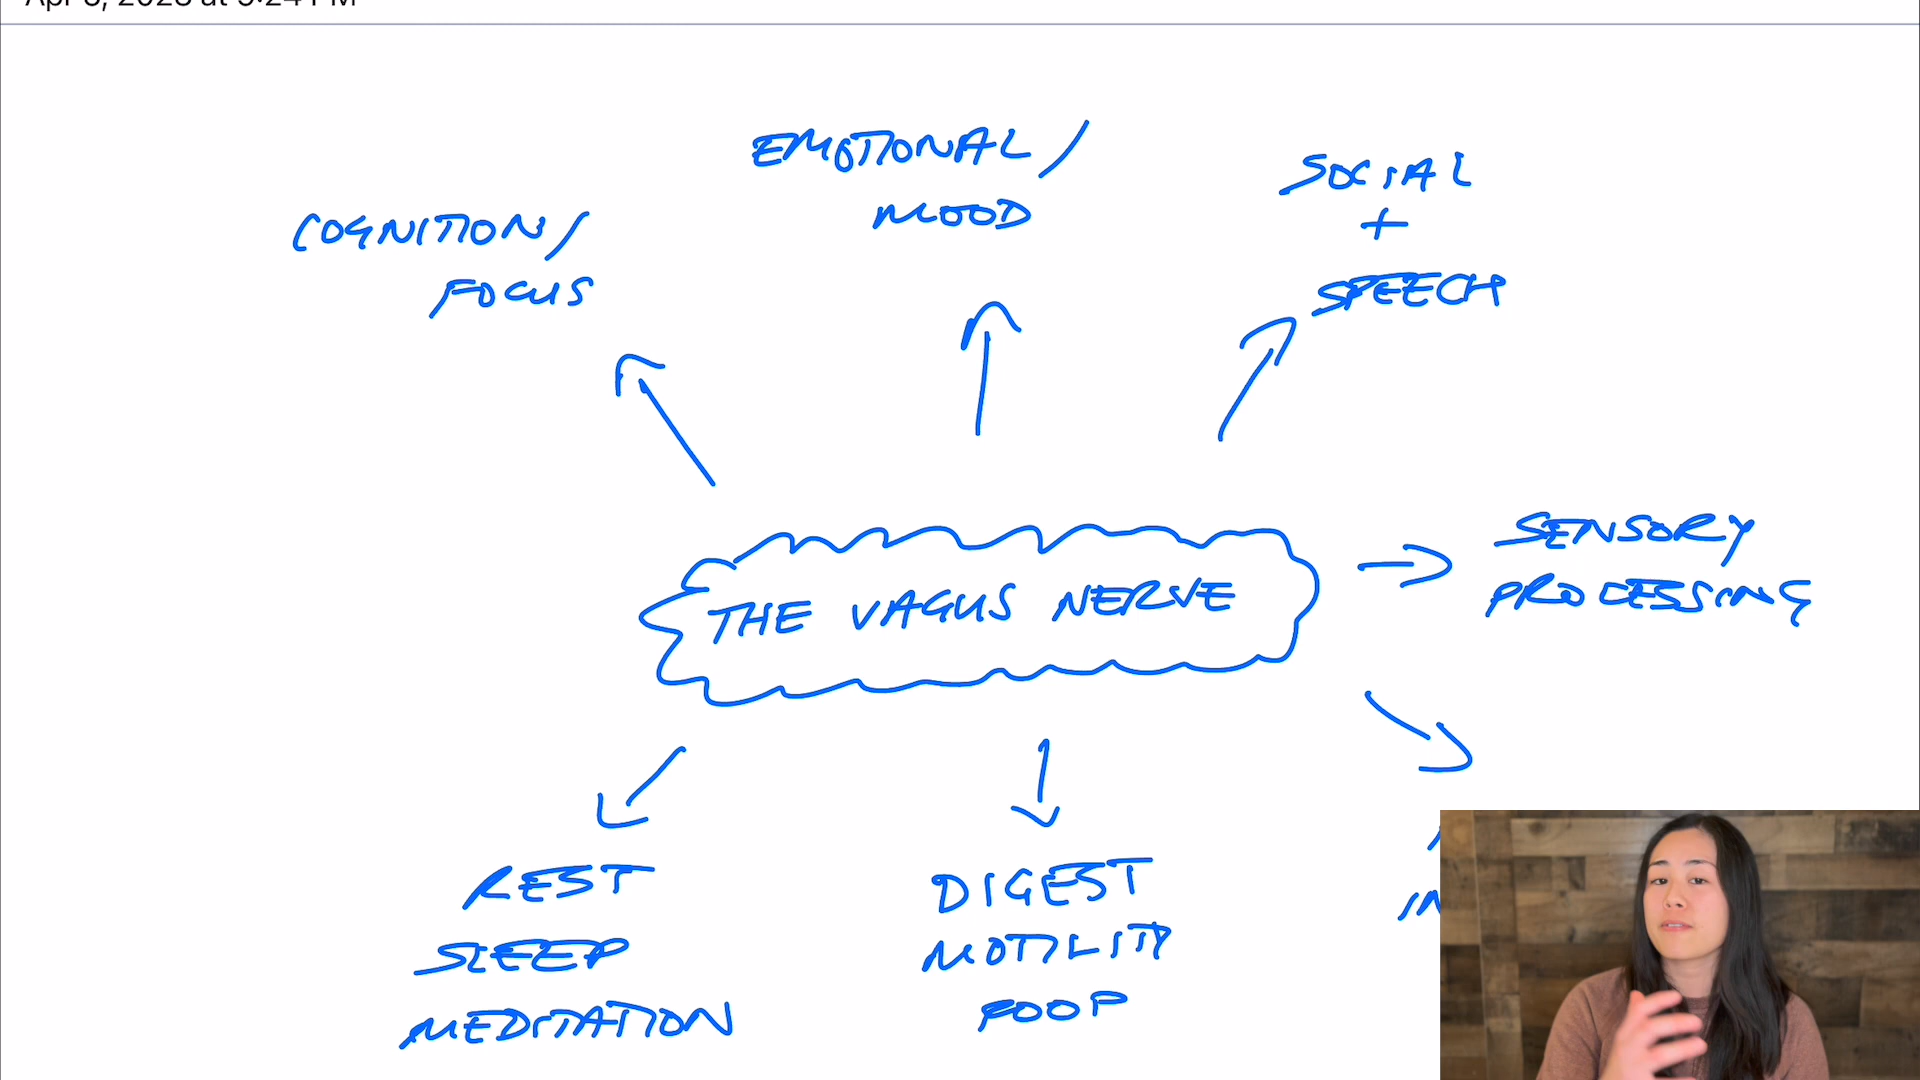 COGNITION/
FOCUS
EMOTIONAL/
MOOD
SOCIAL
+
SPEECH
THE VAGUS NERVE
SENSORY
PROCESSING
REST
SLEEP
MEDITATION
DIGEST
MOTILITY
POOP